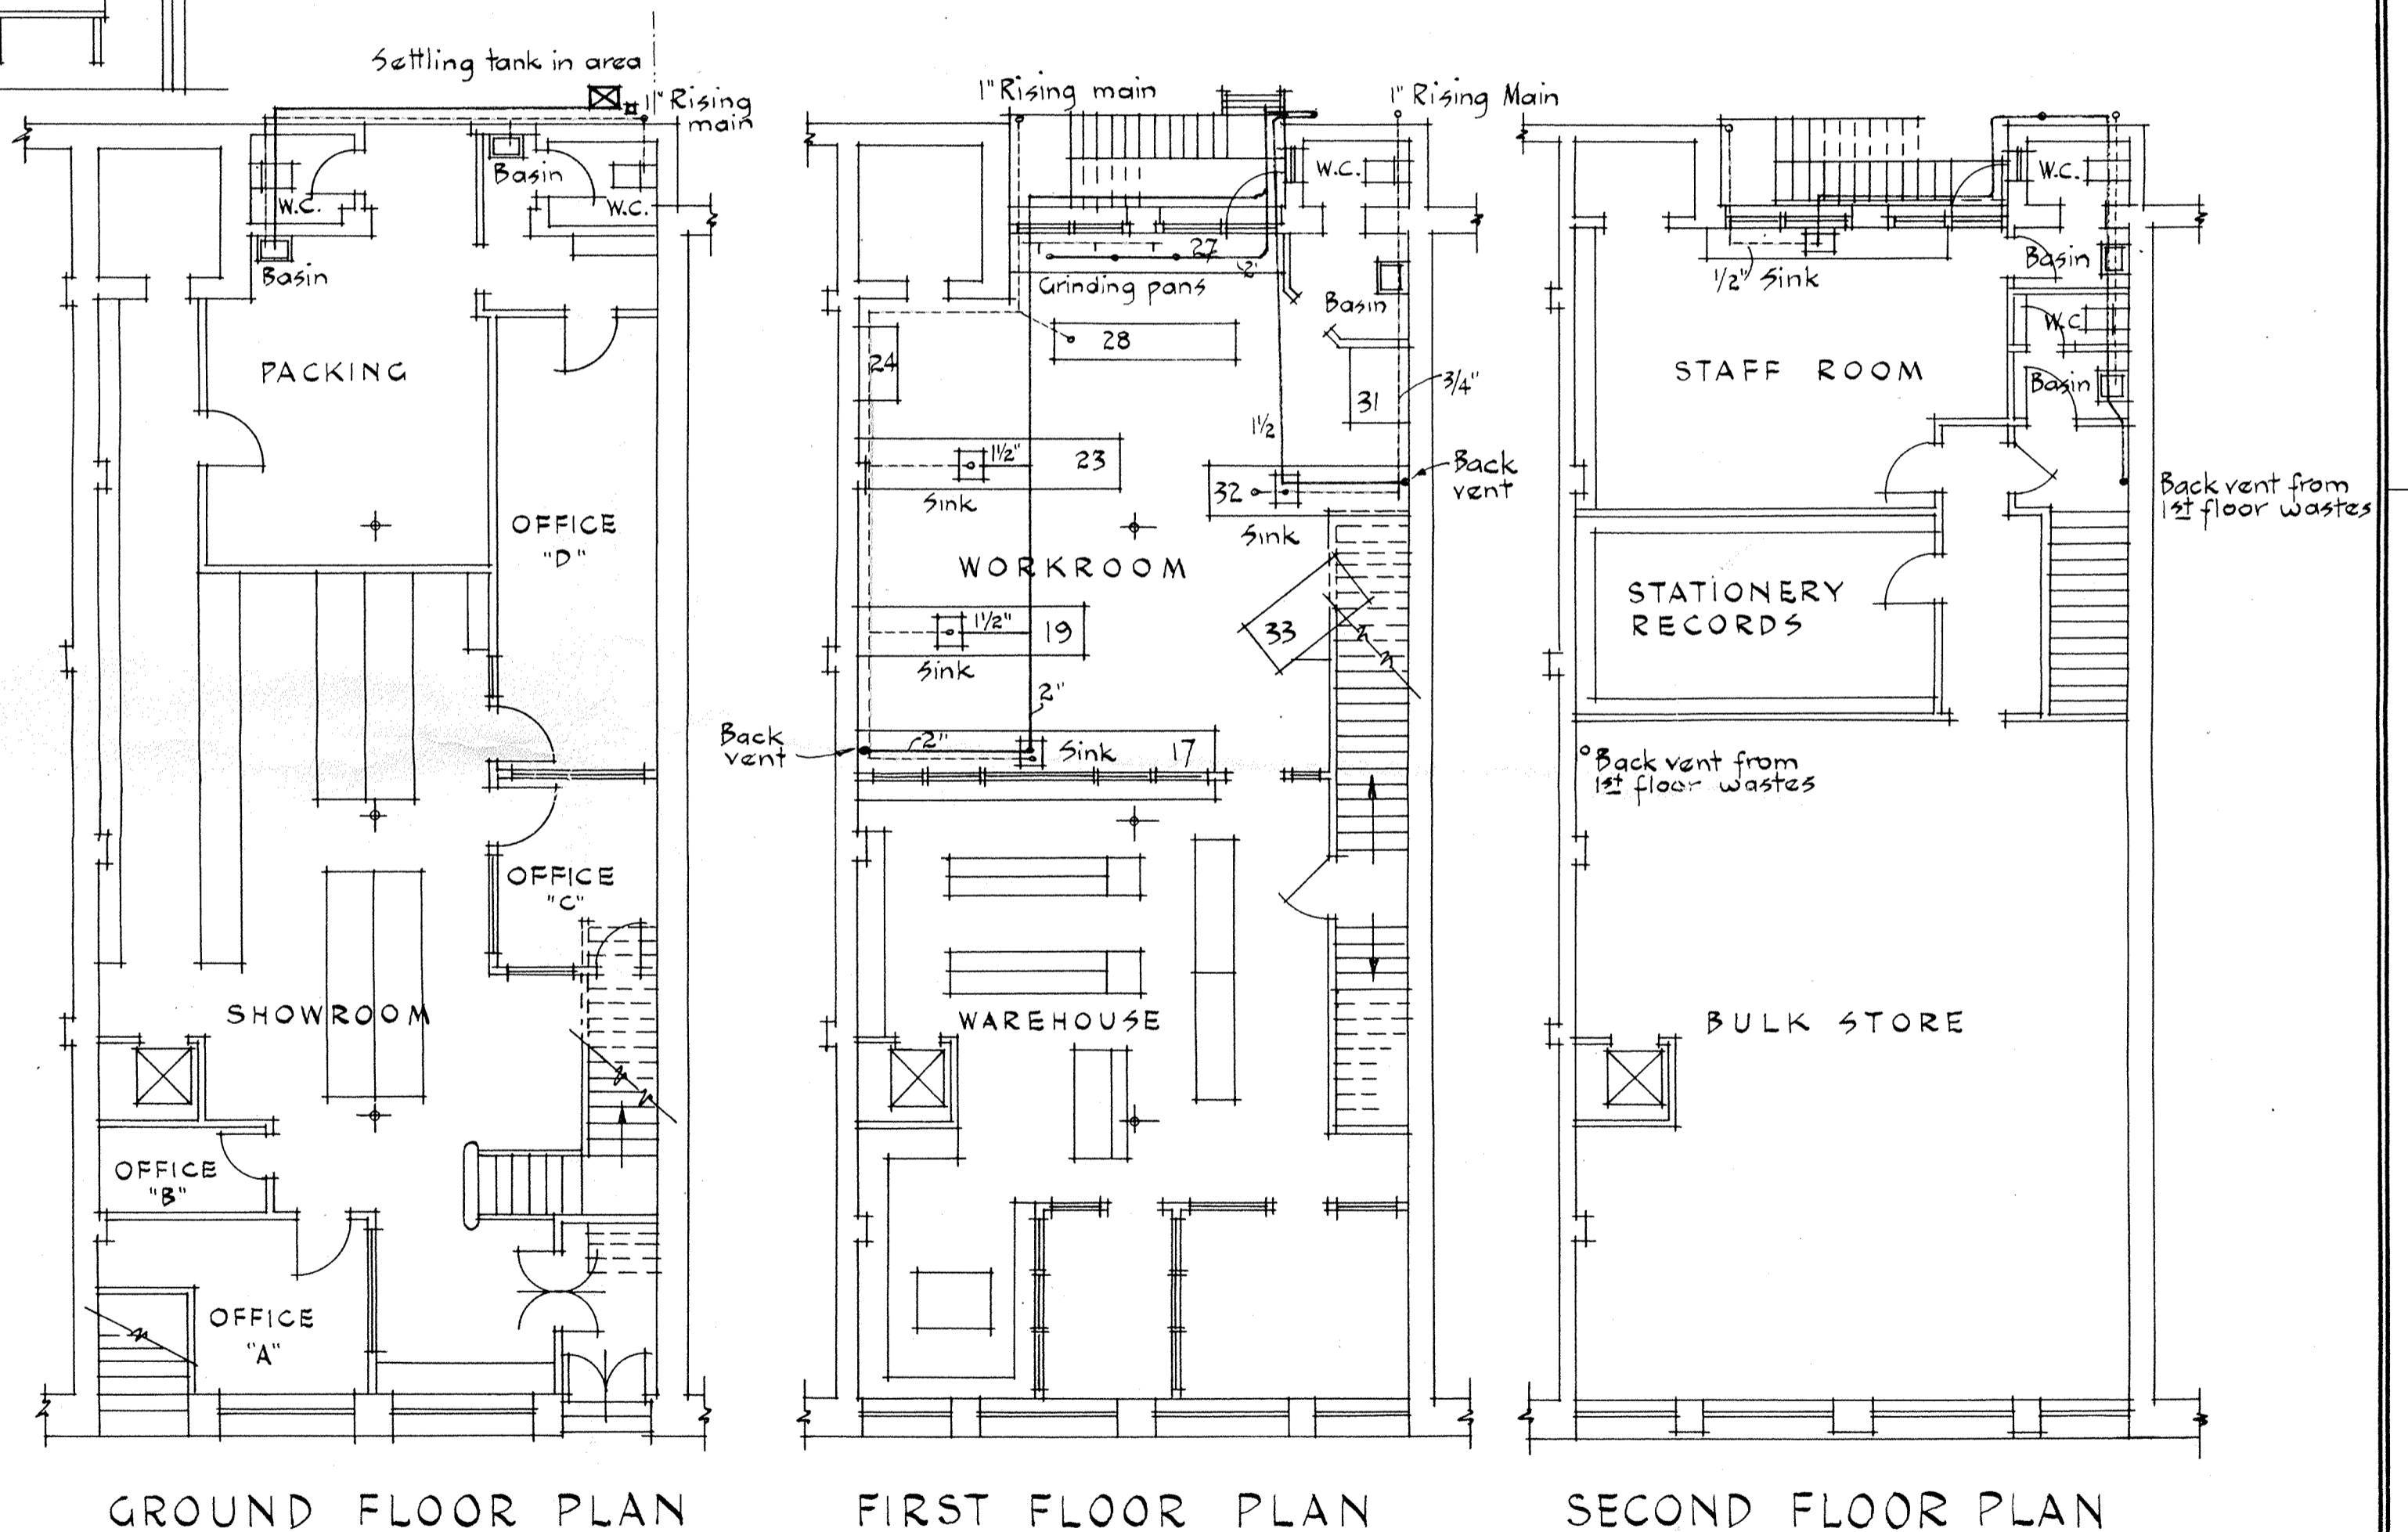 Settling tank in area
1" Rising
main
Basin
W.C.
W.C.
Basin
PACKING
OFFICE
"D"
OFFICE
"C"
SHOWROOM
OFFICE
"B"
OFFICE
"A"
GROUND FLOOR PLAN
1" Rising main
1" Rising Main
W.C.
27
2"
Grinding pans
Basin
28
24
3/4"
31
1½
1½"
23
Sink
Back
vent
32
Sink
WORKROOM
1½"
19
Sink
33
2"
Back
vent
2"
Sink
17
WAREHOUSE
FIRST FLOOR PLAN
W.C.
Basin
1/2" Sink
W.C
STAFF ROOM
Basin
Back vent from
1st floor wastes
STATIONERY
RECORDS
Back vent from
1st floor wastes
BULK STORE
SECOND FLOOR PLAN